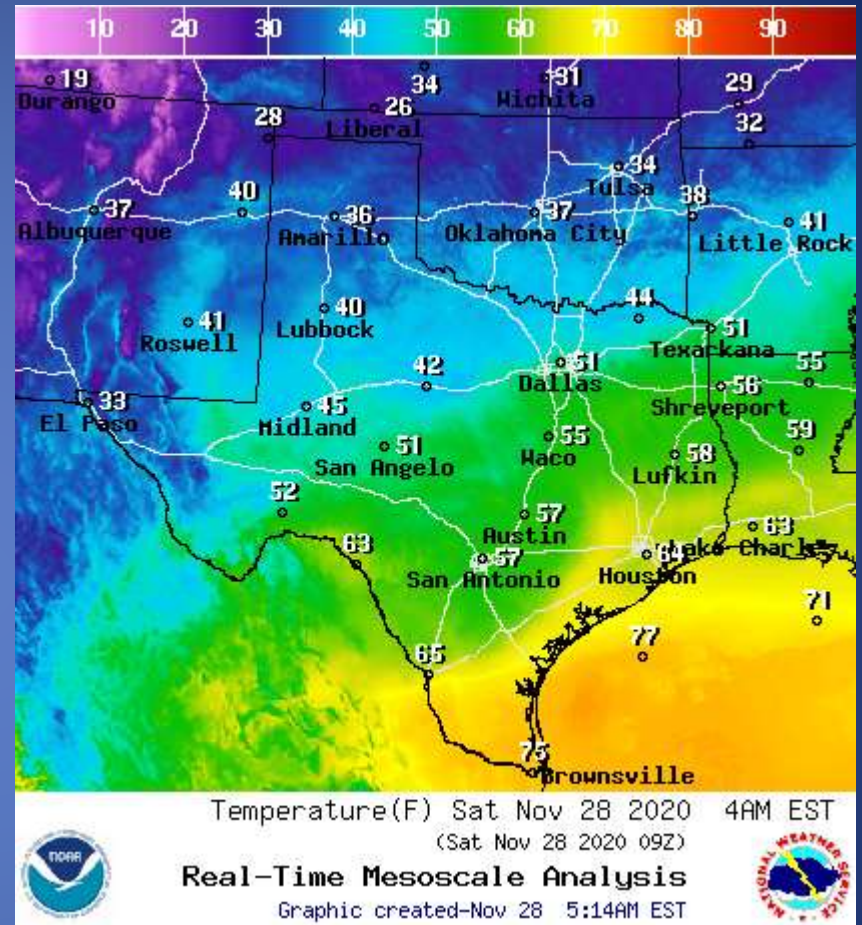 10 20 30 40 50 60 70 80 90
19 34 31 29
Durango Wichita
28 26 32
Liberal
34
Tulsa
37 40 36 37 38 41
Albuquerque Amarillo Oklahoma City Little Rock
41 40 44 51
Roswell Lubbock Texarkana
42 51 55
Dallas
33 45 56
El Paso Midland Shreveport
51 55 58 59
San Angelo Waco Lufkin
52 57 63
Austin
63 57 64 Lake Charles
San Antonio Houston
71
65 77
75
Brownsville
Temperature(F) Sat Nov 28 2020 4AM EST
(Sat Nov 28 2020 09Z)
Real-Time Mesoscale Analysis
Graphic created-Nov 28 5:14AM EST
NOAA
NATIONAL WEATHER SERVICE